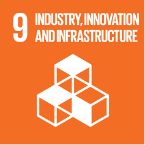 9 INDUSTRY, INNOVATION
AND INFRASTRUCTURE